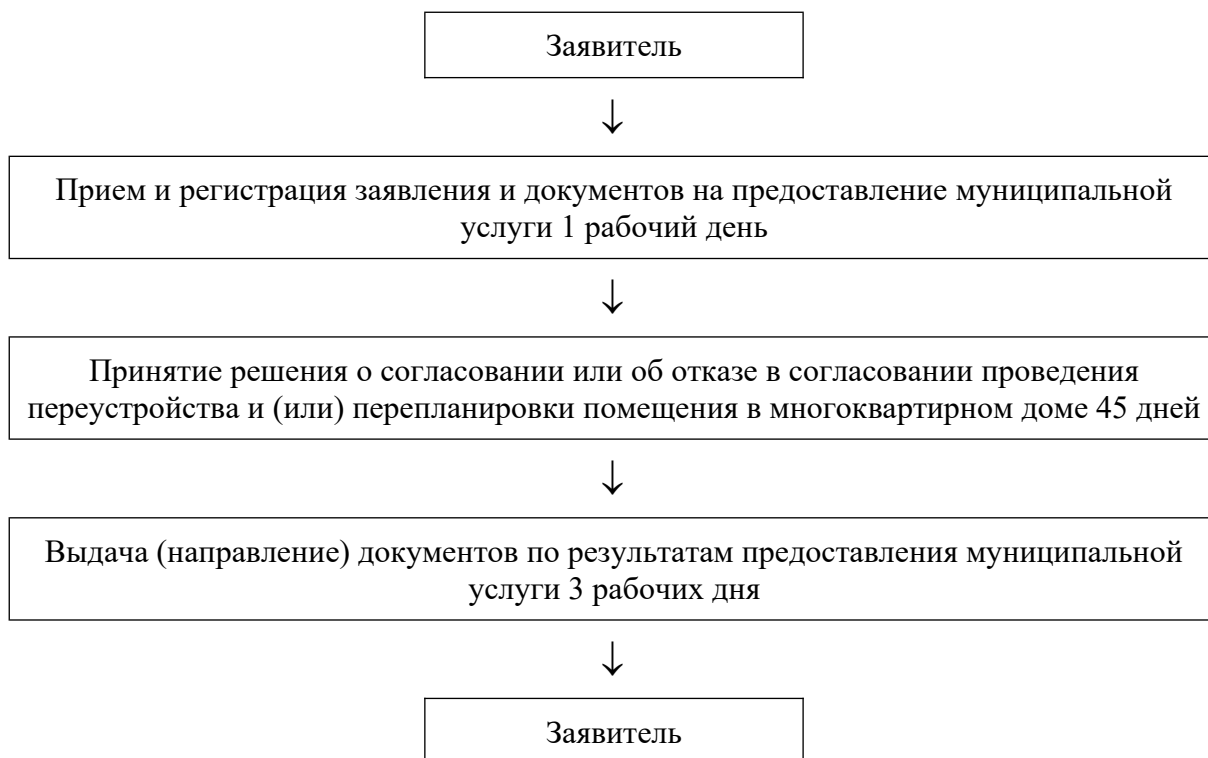 Заявитель
Прием и регистрация заявления и документов на предоставление муниципальной
услуги 1 рабочий день
Принятие решения о согласовании или об отказе в согласовании проведения
переустройства и (или) перепланировки помещения в многоквартирном доме 45 дней
Выдача (направление) документов по результатам предоставления муниципальной
услуги 3 рабочих дня
Заявитель